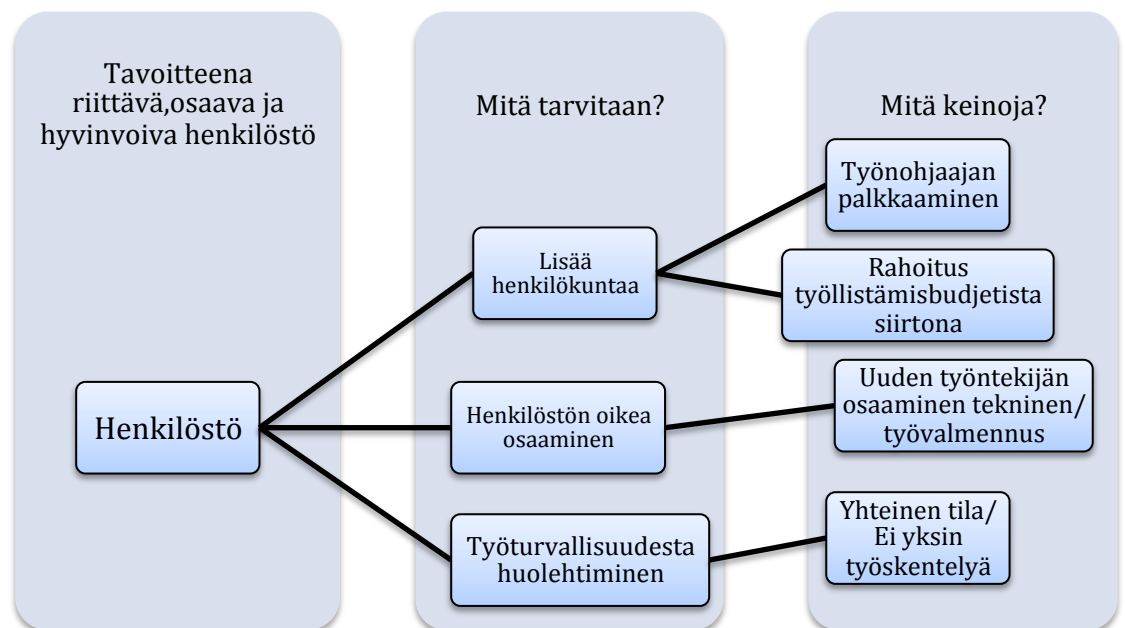 Tavoitteena
riittävä,osaava ja
hyvinvoiva henkilöstö
Henkilöstö
Mitä tarvitaan?
Lisää
henkilökuntaa
Henkilöstön oikea
osaaminen
Työturvallisuudesta
huolehtiminen
Mitä keinoja?
Työnohjaajan
palkkaaminen
Rahoitus
työllistämisbudjetista
siirtona
Uuden työntekijän
osaaminen tekninen/
työvalmennus
Yhteinen tila/
Ei yksin
työskentelyä